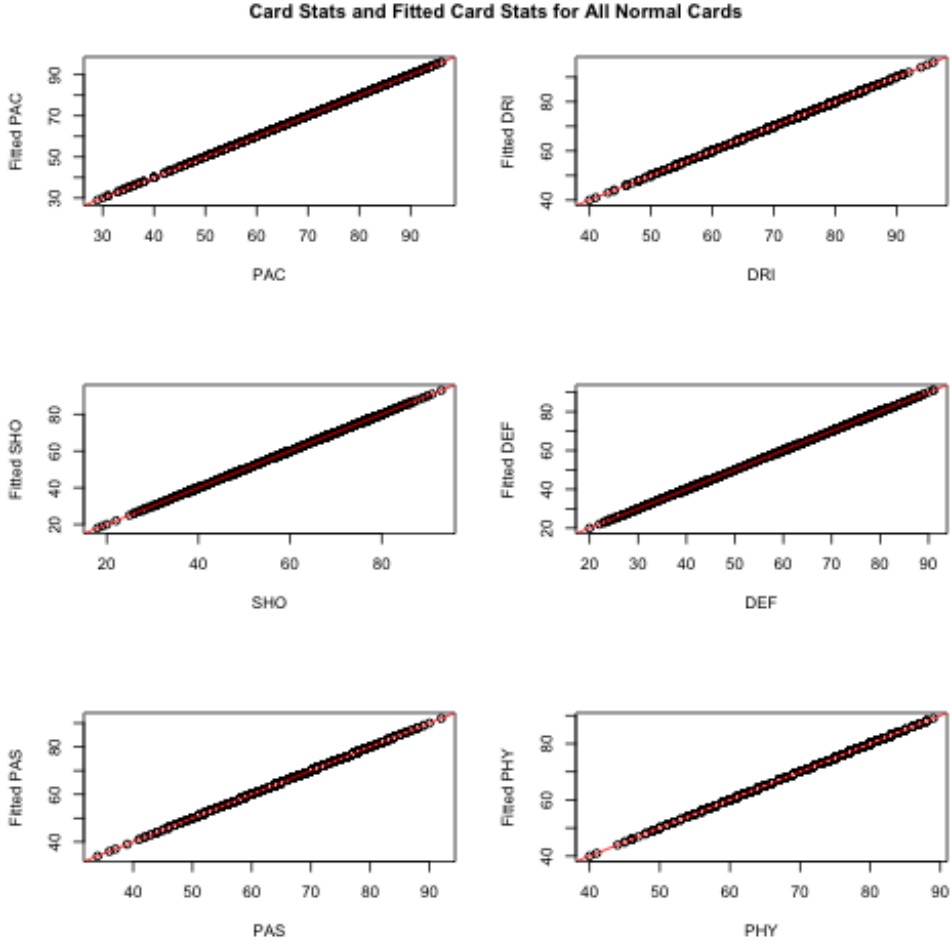 Card Stats and Fitted Card Stats for All Normal Cards
Fitted PAC
90
70
50
30
30 40 50 60 70 80 90
PAC
Fitted DRI
80
60
40
40 50 60 70 80 90
DRI
Fitted SHO
80
60
40
20
20 40 60 80
SHO
Fitted DEF
80
60
40
20
20 30 40 50 60 70 80 90
DEF
Fitted PAS
80
60
40
40 50 60 70 80 90
PAS
Fitted PHY
80
60
40
40 50 60 70 80 90
PHY